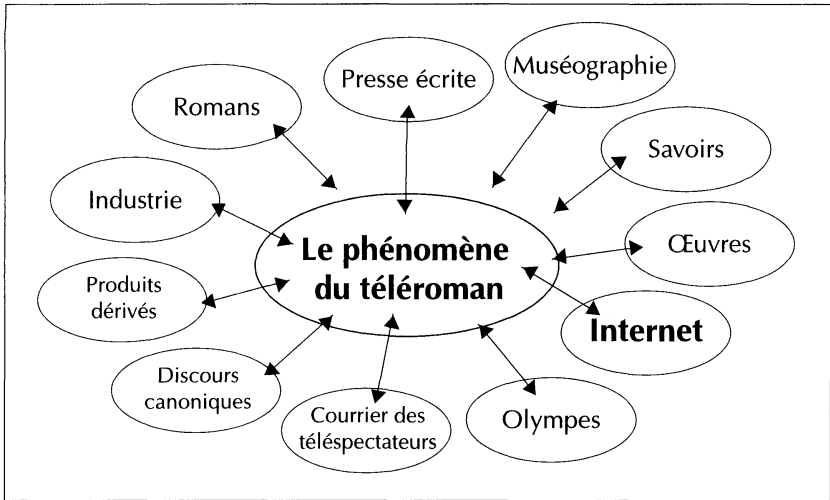 Presse écrite
Muséographie
Romans
Savoirs
Industrie
Le phénomène
du téléroman
Œuvres
Produits
dérivés
Internet
Discours
canoniques
Courrier des
téléspectateurs
Olympes